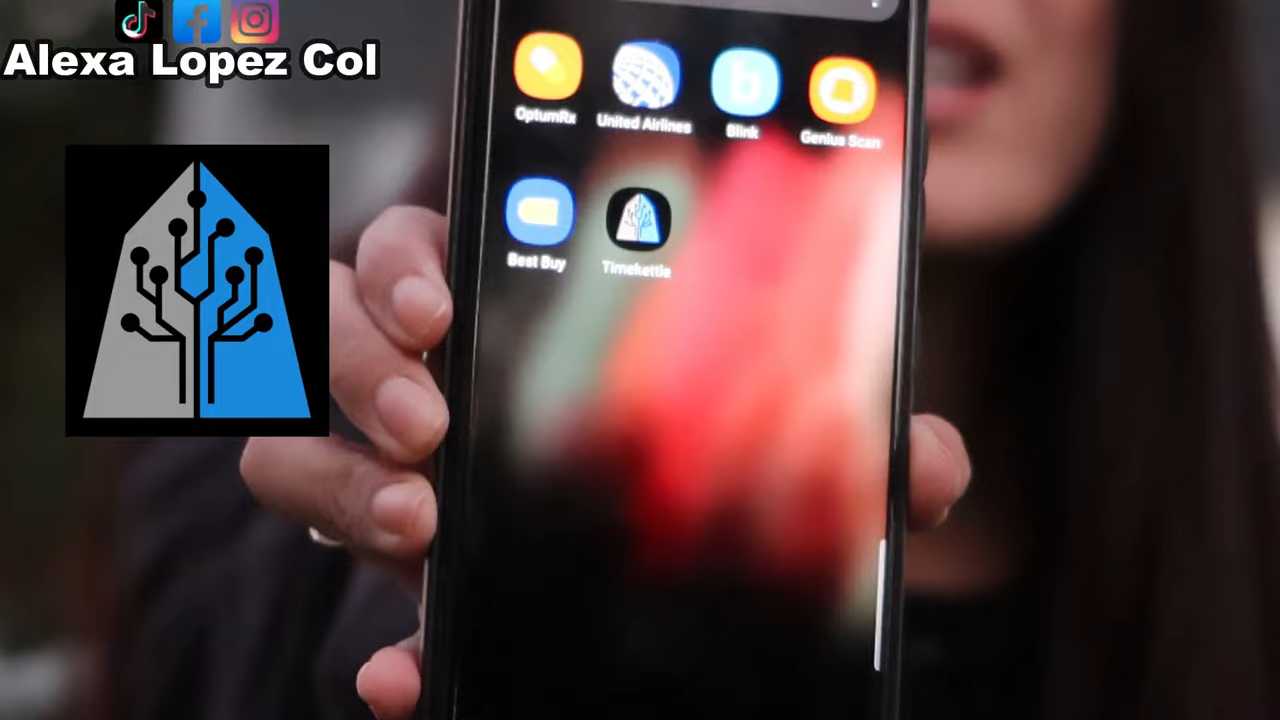 Alexa Lopez Col
OptumRx
United Airlines
Blink
Genius Scan
Best Buy
Timekettle